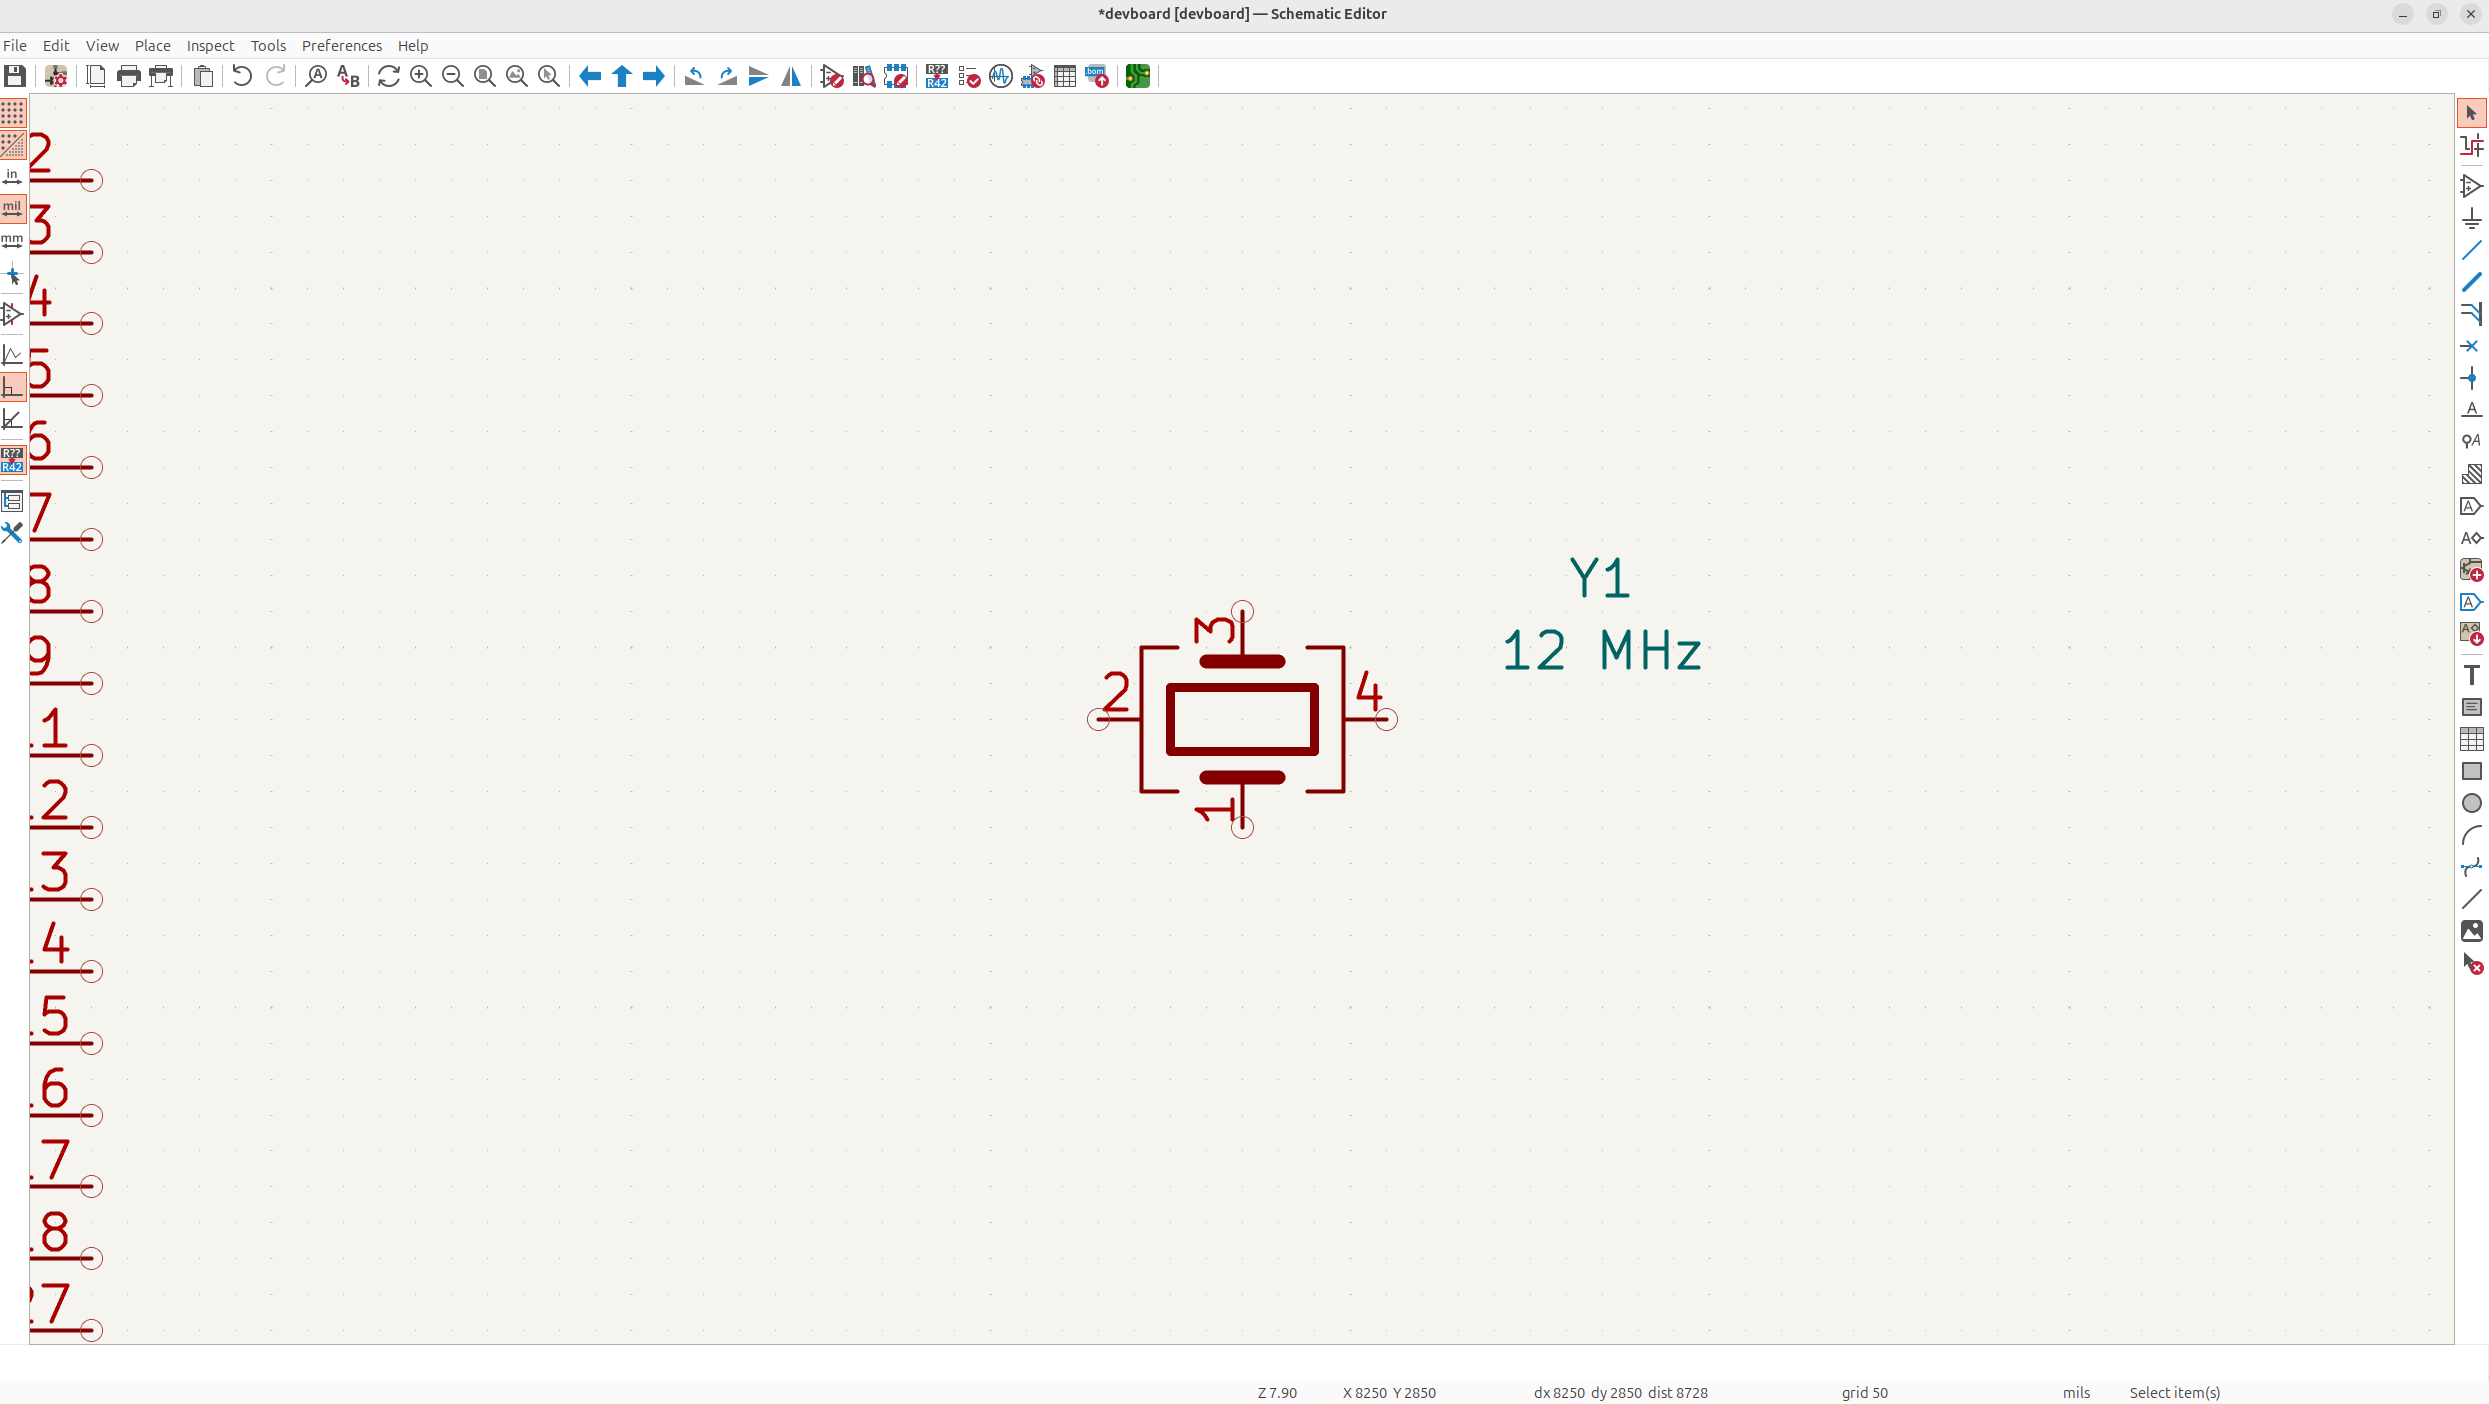 *devboard [devboard] — Schematic Editor
File Edit View Place Inspect Tools Preferences Help
in
mil
mm
R??
R42
2
3
4
5
6
7
8
9
1
2
3
4
5
6
7
8
7
3
2
4
1
Y1
12 MHz
Z 7.90 X 8250 Y 2850 dx 8250 dy 2850 dist 8728 grid 50 mils Select item(s)